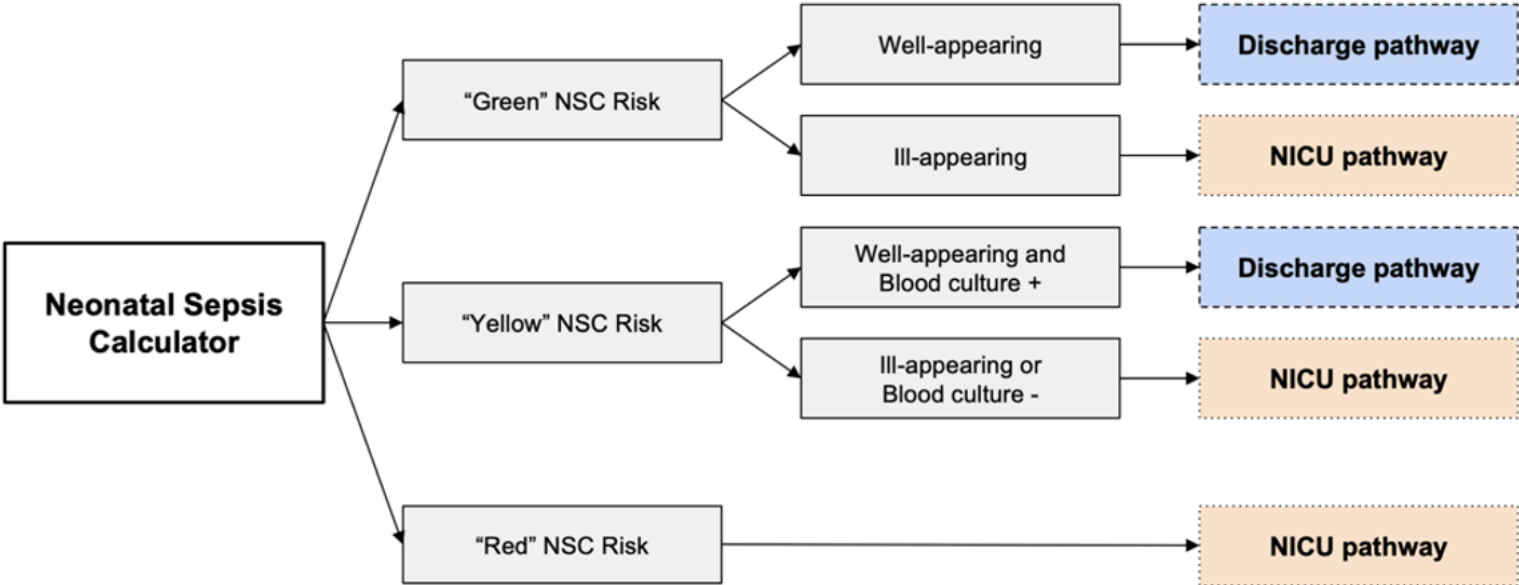 Neonatal Sepsis
Calculator
“Green” NSC Risk
Well-appearing
Discharge pathway
Ill-appearing
NICU pathway
“Yellow” NSC Risk
Well-appearing and
Blood culture +
Discharge pathway
Ill-appearing or
Blood culture -
NICU pathway
“Red” NSC Risk
NICU pathway